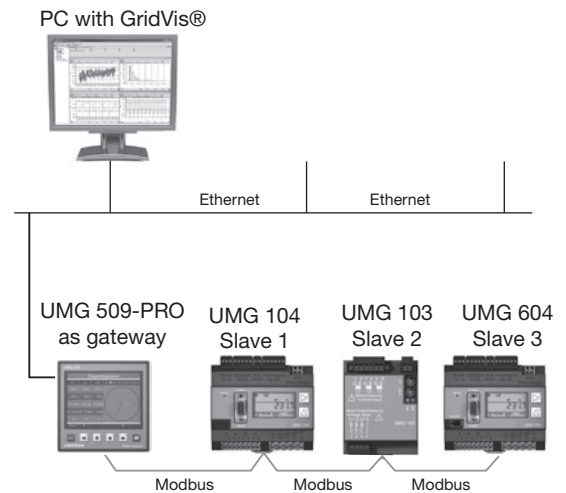 PC with GridVis®
Ethernet
Ethernet
UMG 509-PRO
as gateway
UMG 104
Slave 1
UMG 103
Slave 2
UMG 604
Slave 3
Modbus
Modbus
Modbus